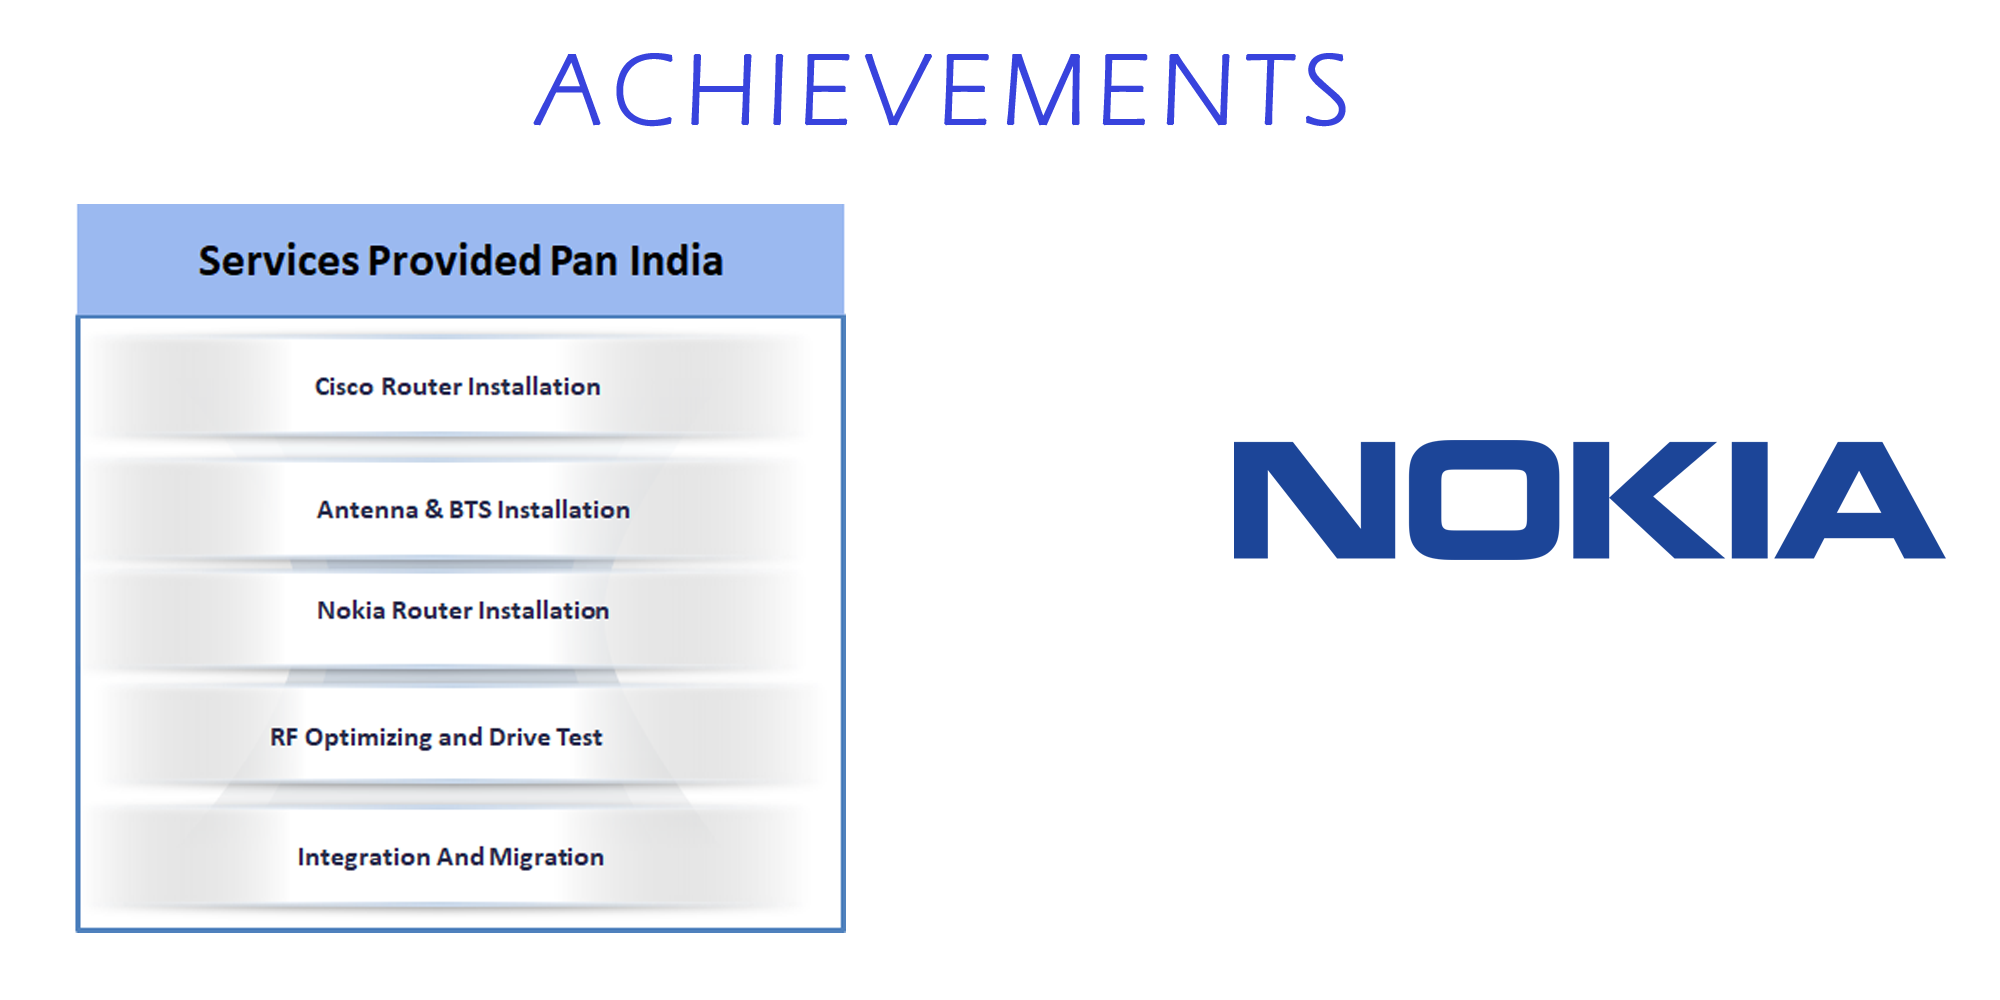 ACHIEVEMENTS
Services Provided Pan India
Cisco Router Installation
Antenna & BTS Installation
Nokia Router Installation
RF Optimizing and Drive Test
Integration And Migration
NOKIA